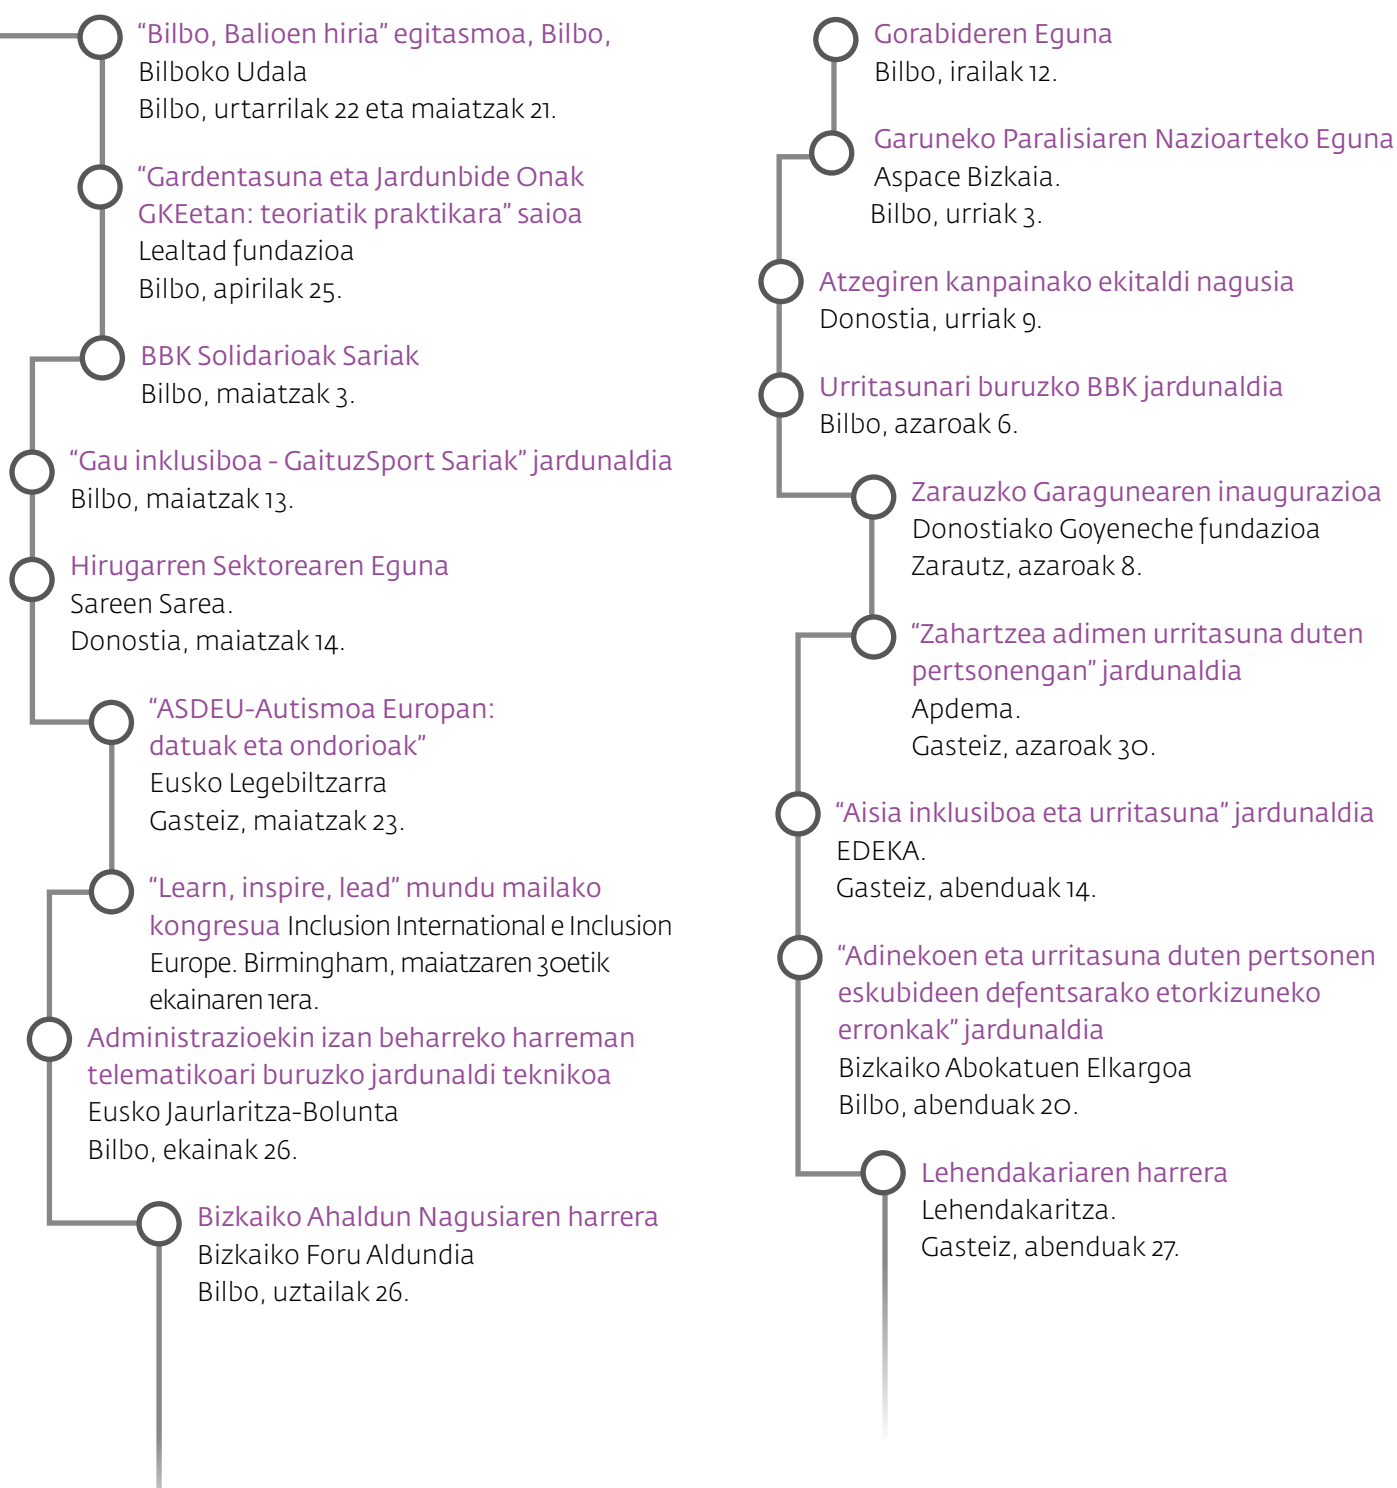 “Bilbo, Balioen hiria” egitasmoa, Bilbo,
Bilboko Udala
Bilbo, urtarrilak 22 eta maiatzak 21.
“Gardentasuna eta Jardunbide Onak
GKEetan: teoriatik praktikara” saioa
Lealtad fundazioa
Bilbo, apirilak 25.
BBK Solidarioak Sariak
Bilbo, maiatzak 3.
“Gau inklusiboa - GaituzSport Sariak” jardunaldia
Bilbo, maiatzak 13.
Hirugarren Sektorearen Eguna
Sareen Sarea.
Donostia, maiatzak 14.
“ASDEU-Autismoa Europan:
datuak eta ondorioak”
Eusko Legebiltzarra
Gasteiz, maiatzak 23.
“Learn, inspire, lead” mundu mailako
kongresua Inclusion International e Inclusion
Europe. Birmingham, maiatzaren 30etik
ekainaren 1era.
Administrazioekin izan beharreko harreman
telematikoari buruzko jardunaldi teknikoa
Eusko Jaurlaritza-Bolunta
Bilbo, ekainak 26.
Bizkaiko Ahaldun Nagusiaren harrera
Bizkaiko Foru Aldundia
Bilbo, uztailak 26.
Gorabideren Eguna
Bilbo, irailak 12.
Garuneko Paralisiaren Nazioarteko Eguna
Aspace Bizkaia.
Bilbo, urriak 3.
Atzegiren kanpainako ekitaldi nagusia
Donostia, urriak 9.
Urritasunari buruzko BBK jardunaldia
Bilbo, azaroak 6.
Zarauzko Garagunearen inaugurazioa
Donostiako Goyeneche fundazioa
Zarautz, azaroak 8.
“Zahartzea adimen urritasuna duten
pertsonengan” jardunaldia
Apdema.
Gasteiz, azaroak 30.
“Aisia inklusiboa eta urritasuna” jardunaldia
EDEKA.
Gasteiz, abenduak 14.
“Adinekoen eta urritasuna duten pertsonen
eskubideen defentsarako etorkizuneko
erronkak” jardunaldia
Bizkaiko Abokatuen Elkargoa
Bilbo, abenduak 20.
Lehendakariaren harrera
Lehendakaritza.
Gasteiz, abenduak 27.